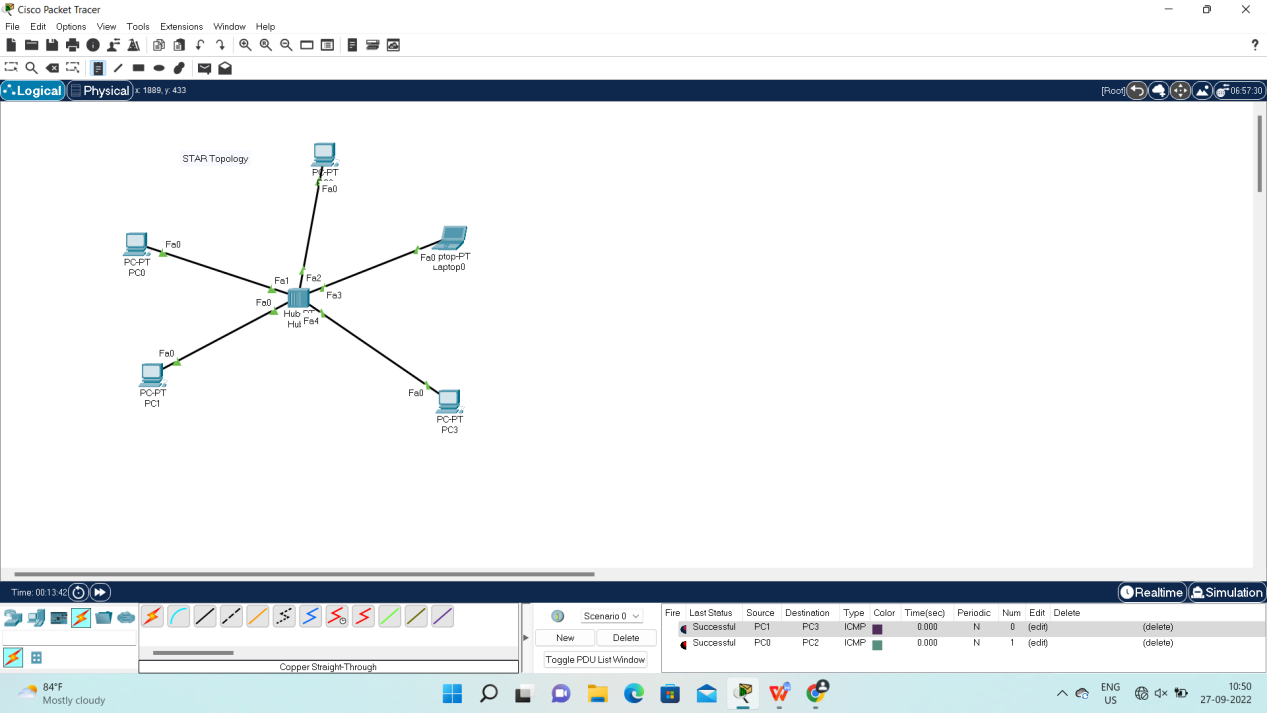 Cisco Packet Tracer
File Edit Options View Tools Extensions Window Help
?
Logical Physical x: 1889, y: 433
[Root] 06:57:30
STAR Topology
PC-PT
Fa0
Fa0
PC-PT
PC0
Fa0 ptop-PT
Laptop0
Fa1 Fa2
Fa3
Fa0
Hub
Fa4
Fa0
PC-PT
PC1
Fa0
PC-PT
PC3
Time: 00:13:42
Realtime Simulation
Scenario 0
New Delete
Toggle PDU List Window
Copper Straight-Through
Fire Last Status Source Destination Type Color Time(sec) Periodic Num Edit Delete
Successful PC1 PC3 ICMP 0.000 N 0 (edit) (delete)
Successful PC0 PC2 ICMP 0.000 N 1 (edit) (delete)
84°F
Mostly cloudy
ENG
US
10:50
27-09-2022